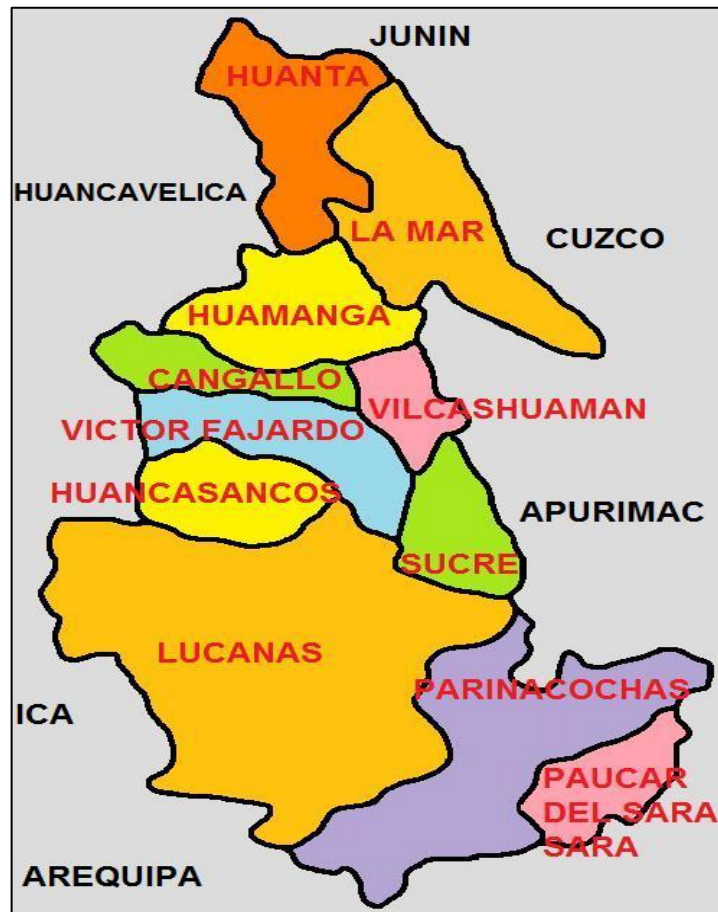 JUNIN
HUANTA
HUANCAVELICA
LA MAR
CUZCO
HUAMANGA
CANGALLO
VILCASHUAMAN
VICTOR FAJARDO
HUANCASANCOS
APURIMAC
SUCRE
LUCANAS
PARINACOCHAS
ICA
PAUCAR
DEL SARA
SARA
AREQUIPA